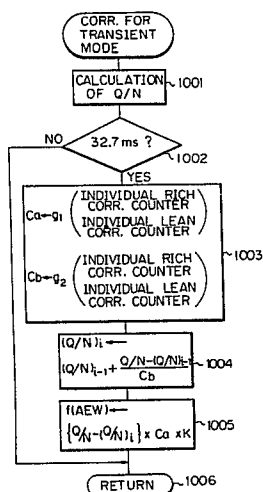 CORR. FOR
TRANSIENT
MODE
CALCULATION
OF Q/N
1001
NO
32.7 ms ?
1002
YES
Ca←g1 (INDIVIDUAL RICH
CORR. COUNTER
INDIVIDUAL LEAN
CORR. COUNTER)
Cb←g2 (INDIVIDUAL RICH
CORR. COUNTER
INDIVIDUAL LEAN
CORR. COUNTER)
1003
(Q/N)i ←
(Q/N)i-1 + Q/N-(Q/N)i-1
Cb
1004
f(AEW)←
{Q/N-(Q/N)i} x Ca x K
1005
RETURN
1006